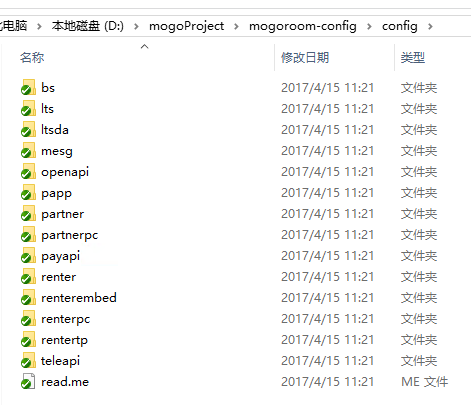 此电脑 > 本地磁盘 (D:) > mogoProject > mogoroom-config > config >
名称 修改日期 类型
bs 2017/4/15 11:21 文件夹
lts 2017/4/15 11:21 文件夹
ltsda 2017/4/15 11:21 文件夹
mesg 2017/4/15 11:21 文件夹
openapi 2017/4/15 11:21 文件夹
papp 2017/4/15 11:21 文件夹
partner 2017/4/15 11:21 文件夹
partnerpc 2017/4/15 11:21 文件夹
payapi 2017/4/15 11:21 文件夹
renter 2017/4/15 11:21 文件夹
renterembed 2017/4/15 11:21 文件夹
renterpc 2017/4/15 11:21 文件夹
rentertp 2017/4/15 11:21 文件夹
teleapi 2017/4/15 11:21 文件夹
read.me 2017/4/15 11:21 ME 文件